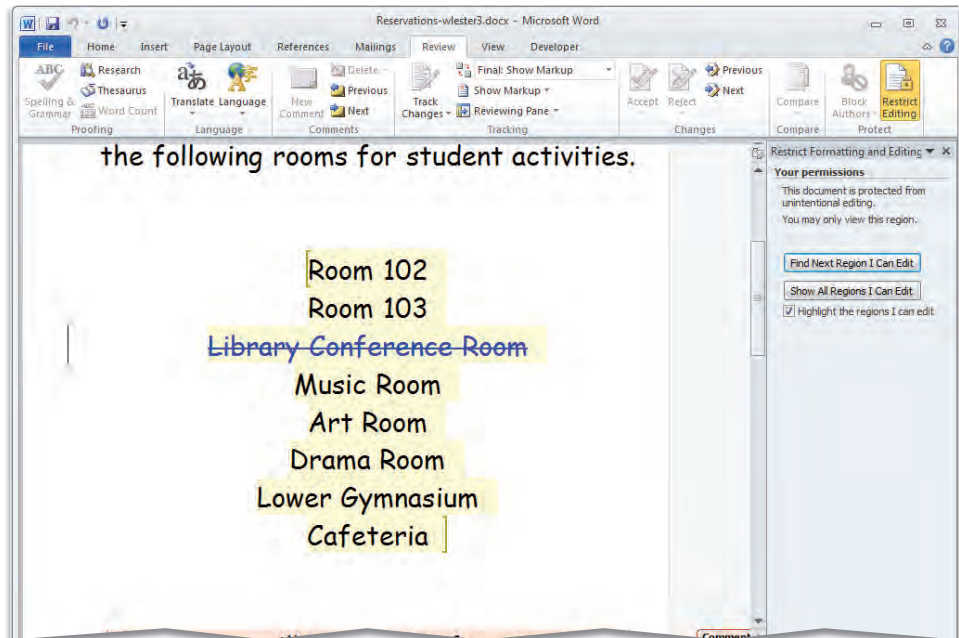 W
Reservations-wlester3.docx - Microsoft Word
File Home Insert Page Layout References Mailings Review View Developer
ABC Research Delete Final: Show Markup Previous
Thesaurus Previous Show Markup Next
Spelling & Grammar ABC 123 Word Count Translate Language New Comment Next Track Changes Reviewing Pane Accept Reject Compare Block Authors Restrict Editing
Proofing Language Comments Tracking Changes Compare Protect
the following rooms for student activities.
Room 102
Room 103
Library Conference Room
Music Room
Art Room
Drama Room
Lower Gymnasium
Cafeteria
Restrict Formatting and Editing
Your permissions
This document is protected from
unintentional editing.
You may only view this region.
Find Next Region I Can Edit
Show All Regions I Can Edit
Highlight the regions I can edit
Comment